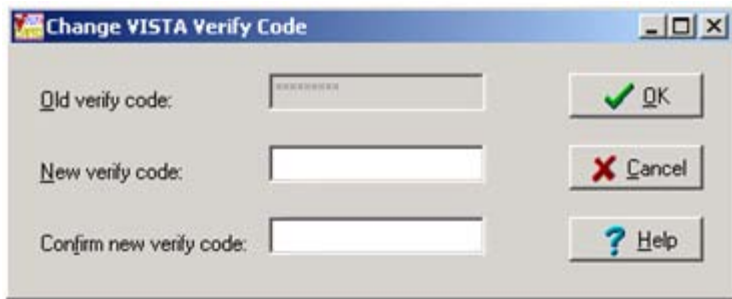 Change VISTA Verify Code
Old verify code:
*********
OK
New verify code:
Cancel
Confirm new verify code:
Help